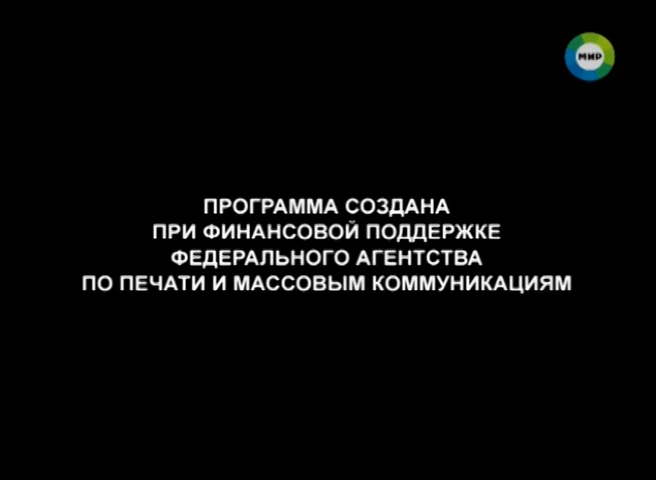 МИР
ПРОГРАММА СОЗДАНА
ПРИ ФИНАНСОВОЙ ПОДДЕРЖКЕ
ФЕДЕРАЛЬНОГО АГЕНТСТВА
ПО ПЕЧАТИ И МАССОВЫМ КОММУНИКАЦИЯМ